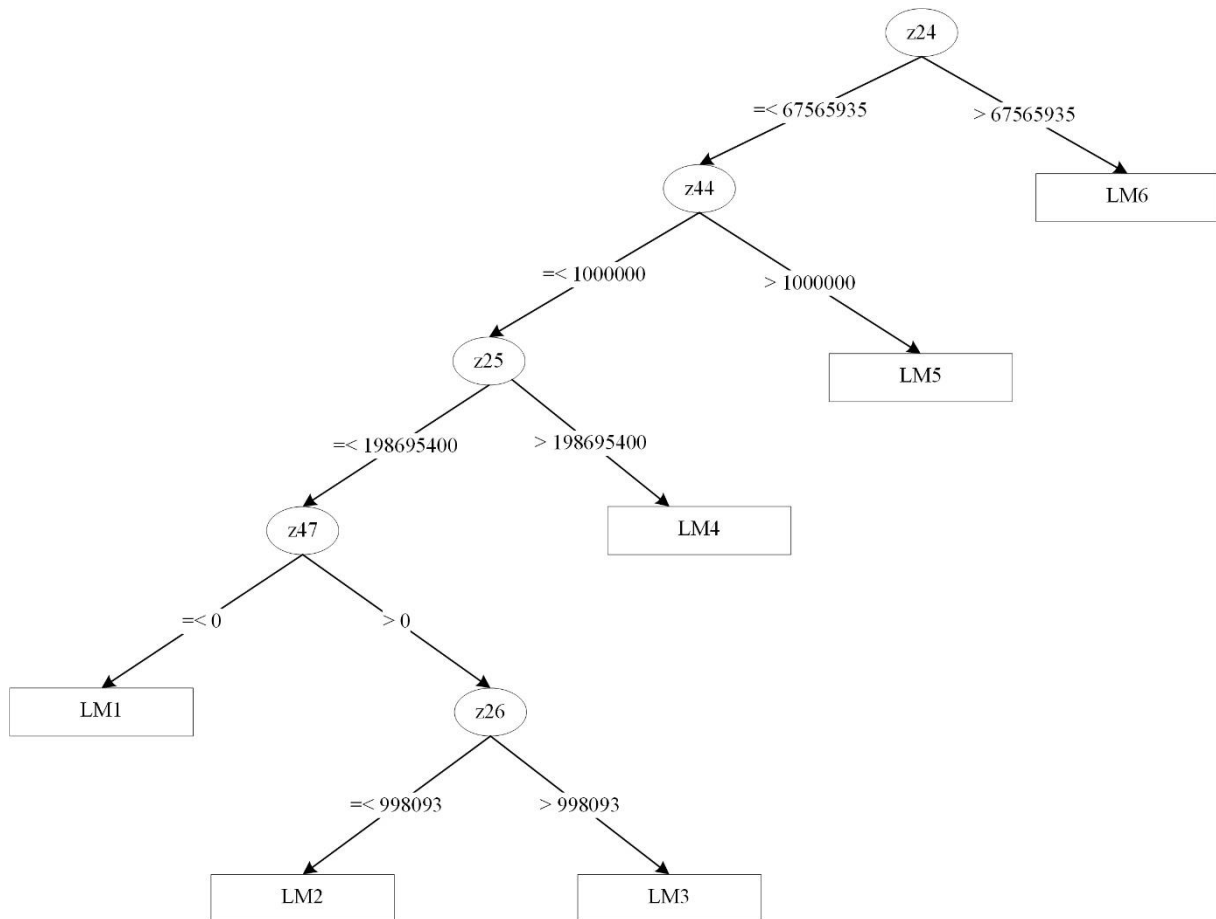 z24
=< 67565935
> 67565935
z44
LM6
=< 1000000
> 1000000
z25
LM5
=< 198695400
> 198695400
z47
LM4
=< 0
> 0
LM1
z26
=< 998093
> 998093
LM2
LM3